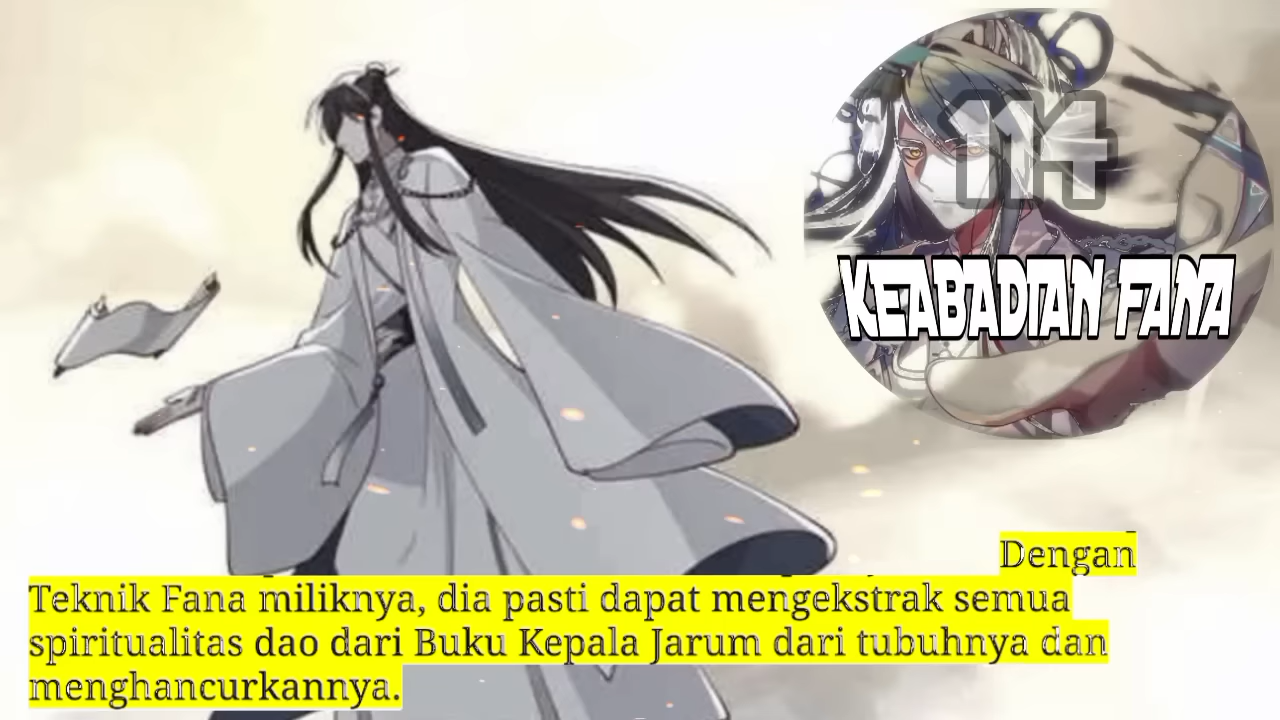 114
KEABADIAN FANA
Dengan
Teknik Fana miliknya, dia pasti dapat mengekstrak semua
spiritualitas dao dari Buku Kepala Jarum dari tubuhnya dan
menghancurkannya.